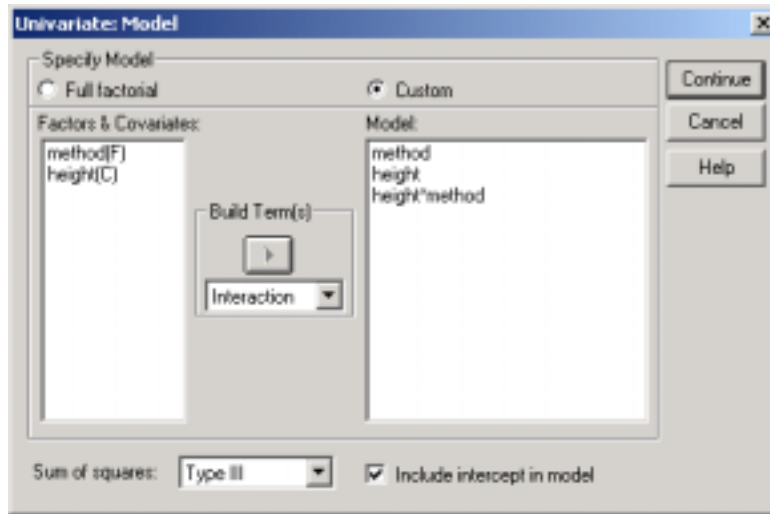 Univariate: Model
Specify Model
Full factorial
Custom
Continue
Factors & Covariates:
Model:
Cancel
method(F)
height(C)
method
height
height*method
Help
Build Term(s)
Interaction
Sum of squares:
Type III
Include intercept in model